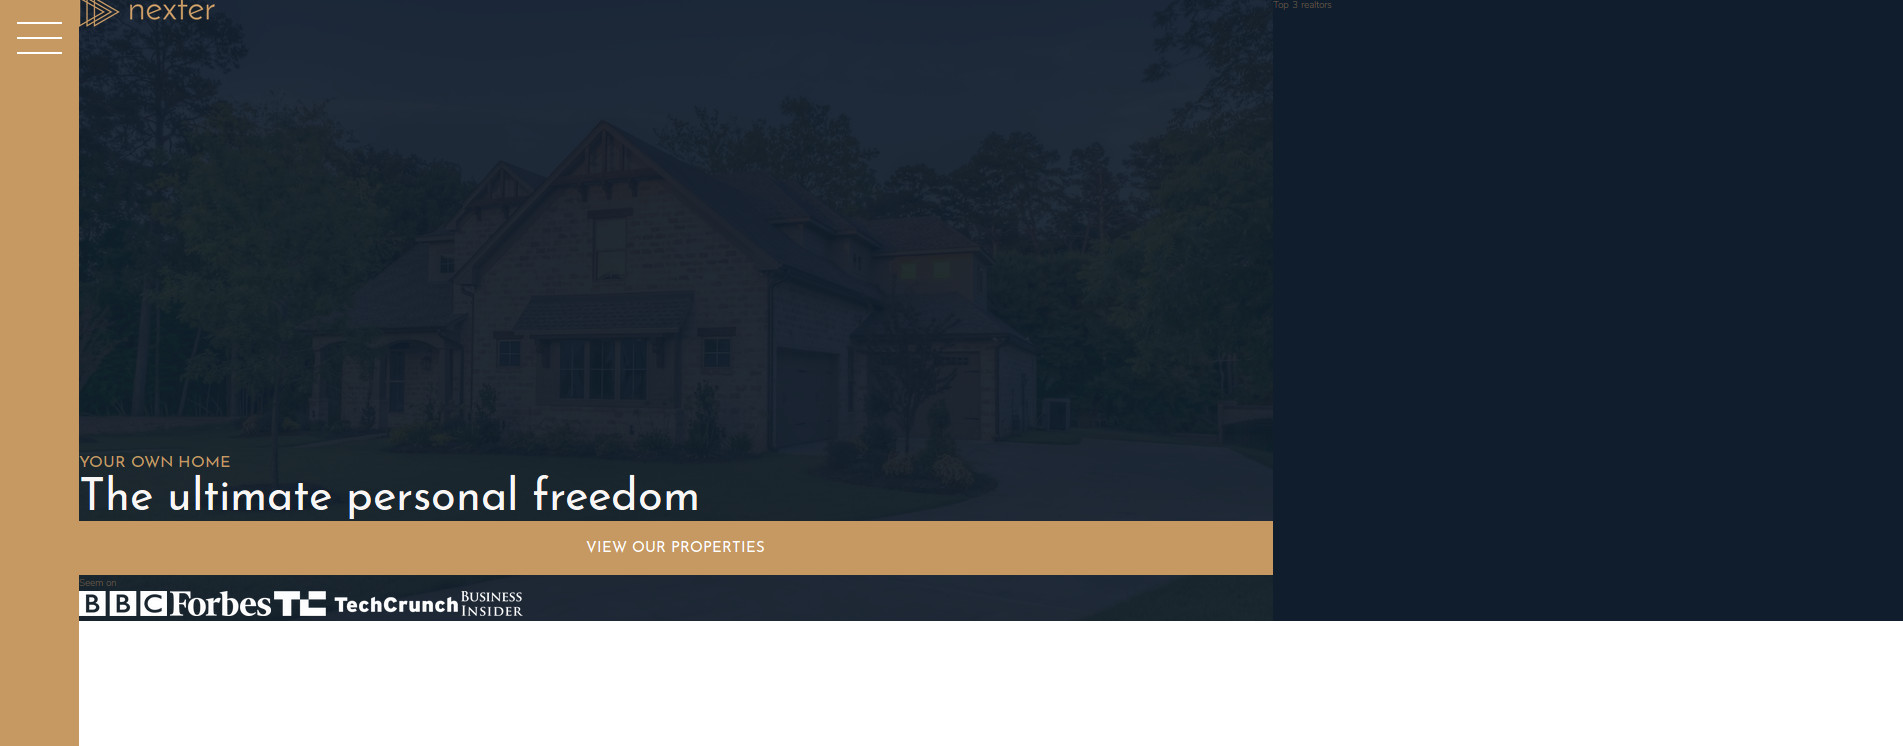 nexter
Top 3 realtors
YOUR OWN HOME
The ultimate personal freedom
VIEW OUR PROPERTIES
Seem on
BBC Forbes TC TechCrunch BUSINESS INSIDER